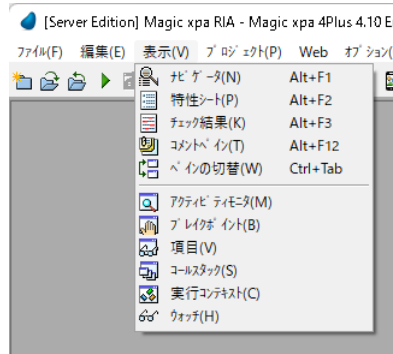 [Server Edition] Magic xpa RIA - Magic xpa 4Plus 4.10 E
ﾌｧｲﾙ(F) 編集(E) 表示(V) ﾌﾟﾛｼﾞｪｸﾄ(P) Web ｵﾌﾟｼｮﾝ(
ﾅﾋﾞｹﾞｰﾀ(N) Alt+F1
特性ｼｰﾄ(P) Alt+F2
ﾁｪｯｸ結果(K) Alt+F3
ｺﾒﾝﾄﾍﾟｲﾝ(T) Alt+F12
ﾍﾟｲﾝの切替(W) Ctrl+Tab
ｱｸﾃｨﾋﾞﾃｨﾓﾆﾀ(M)
ﾌﾞﾚｲｸﾎﾟｲﾝﾄ(B)
項目(V)
ｺｰﾙｽﾀｯｸ(S)
実行ｺﾝﾃｷｽﾄ(C)
ｳｫｯﾁ(H)